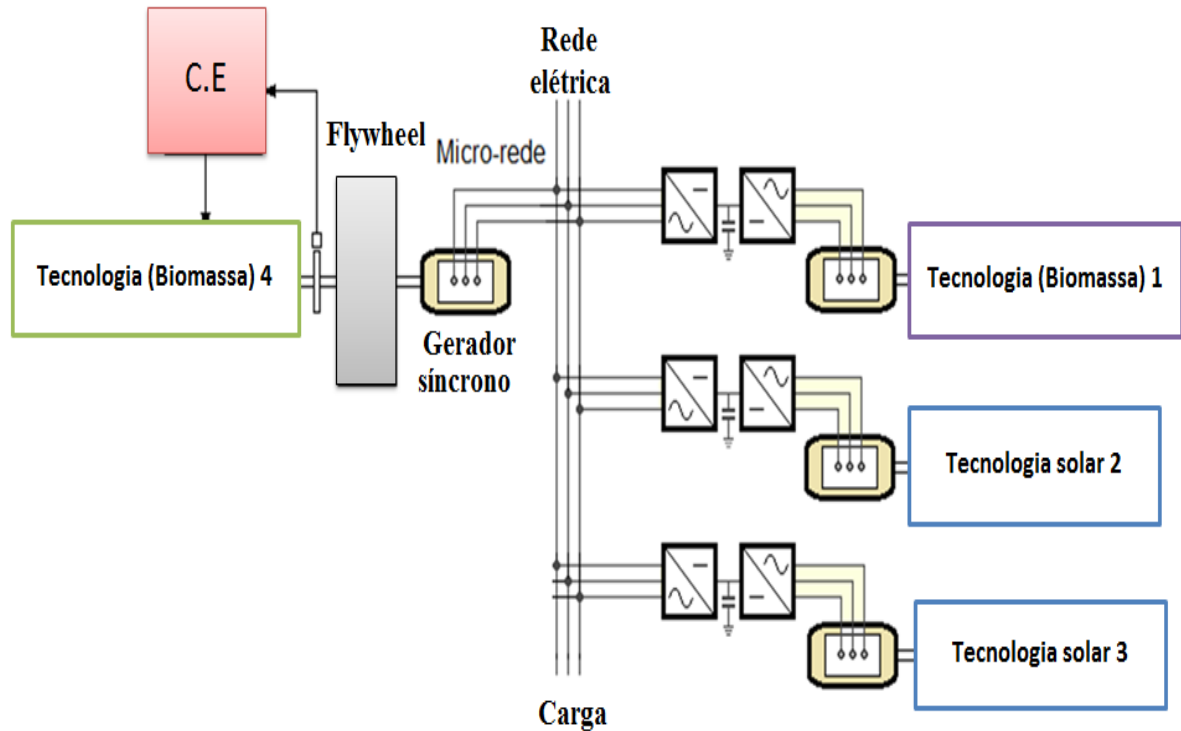 C.E
Rede
elétrica
Flywheel
Micro-rede
Tecnologia (Biomassa) 4
Tecnologia (Biomassa) 1
Gerador
síncrono
Tecnologia solar 2
Tecnologia solar 3
Carga